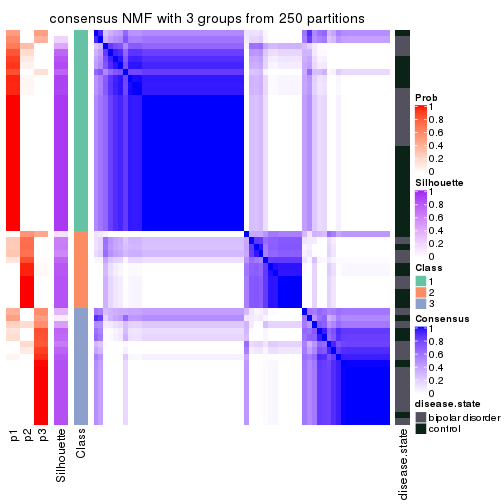 consensus NMF with 3 groups from 250 partitions
Prob
1
0.8
0.6
0.4
0.2
0
Silhouette
1
0.8
0.6
0.4
0.2
0
Class
1
2
3
Consensus
1
0.8
0.6
0.4
0.2
0
disease.state
bipolar disorder
control
p1
p2
p3
Silhouette
Class
disease.state